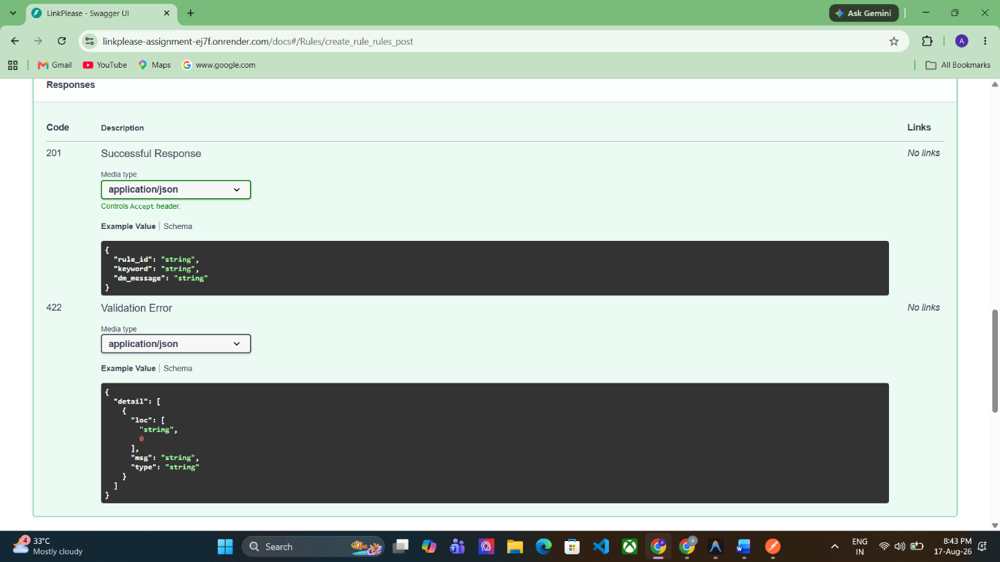 LinkPlease - Swagger UI
Ask Gemini
linkplease-assignment-ej7f.onrender.com/docs#/Rules/create_rule_rules_post
A
Gmail
YouTube
Maps
www.google.com
All Bookmarks
Responses
Code Description Links
201 Successful Response No links
Media type
application/json
Controls Accept header.
Example Value | Schema
{
"rule_id": "string",
"keyword": "string",
"dm_message": "string"
}
422 Validation Error No links
Media type
application/json
Example Value | Schema
{
"detail": [
{
"loc": [
"string",
0
],
"msg": "string",
"type": "string"
}
]
}
4
33°C
Mostly cloudy
Search
ENG
IN
8:43 PM
17-Aug-26